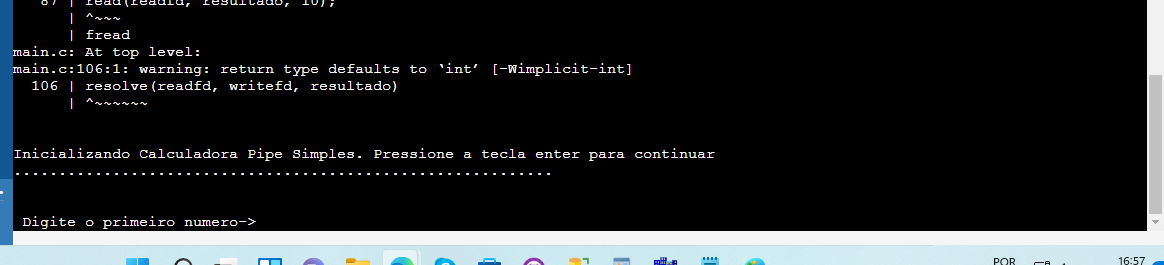 87 | read(readfd, resultado, 10);
| ^~~~
| fread
main.c: At top level:
main.c:106:1: warning: return type defaults to ‘int’ [-Wimplicit-int]
106 | resolve(readfd, writefd, resultado)
| ^~~~~~~
Inicializando Calculadora Pipe Simples. Pressione a tecla enter para continuar
............................................................
Digite o primeiro numero->
POR
16:57